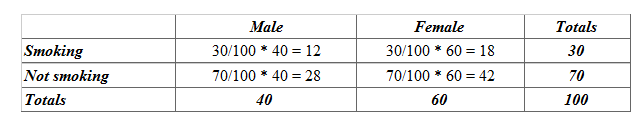 Male Female Totals
Smoking 30/100 * 40 = 12 30/100 * 60 = 18 30
Not smoking 70/100 * 40 = 28 70/100 * 60 = 42 70
Totals 40 60 100